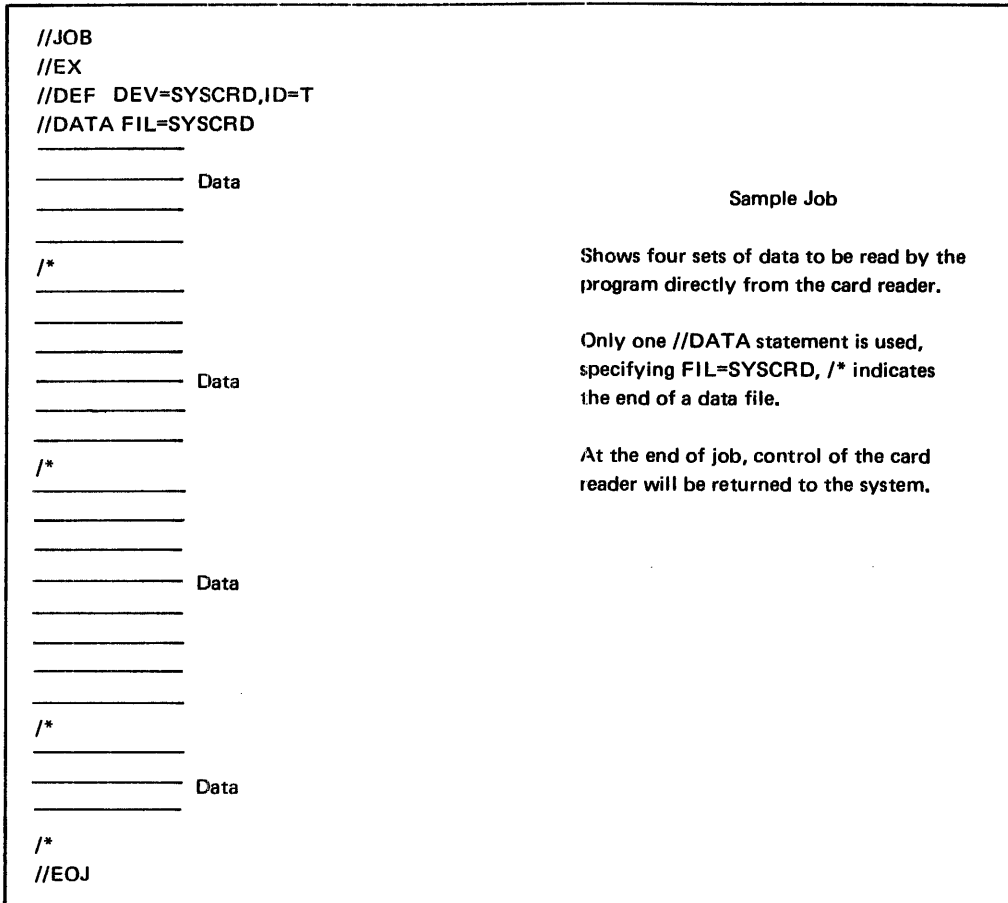 //JOB
//EX
//DEF DEV=SYSCRD,ID=T
//DATA FIL=SYSCRD
Data
/*
Data
/*
Data
/*
Data
/*
//EOJ
Sample Job
Shows four sets of data to be read by the
program directly from the card reader.
Only one //DATA statement is used,
specifying FIL=SYSCRD, /* indicates
the end of a data file.
At the end of job, control of the card
reader will be returned to the system.